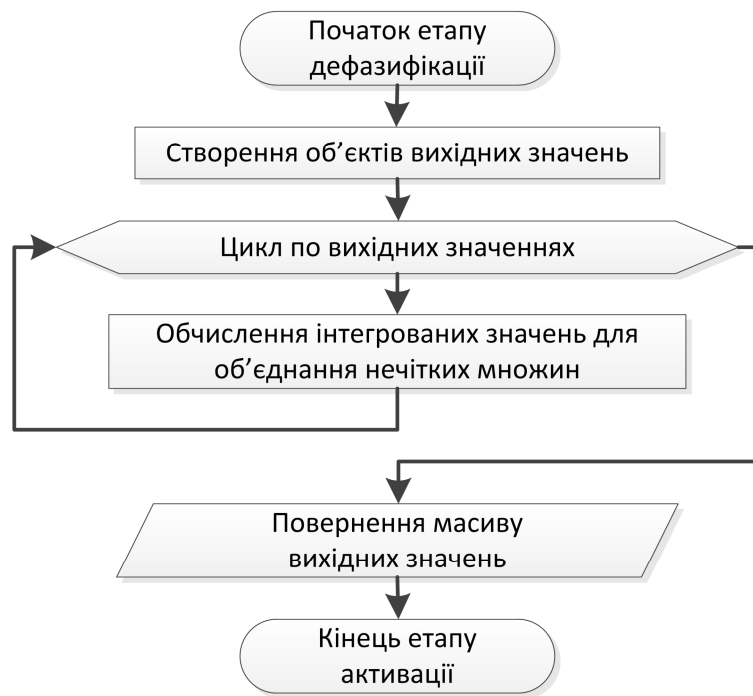 Початок етапу
дефазифікації
Створення об’єктів вихідних значень
Цикл по вихідних значеннях
Обчислення інтегрованих значень для
об’єднання нечітких множин
Повернення масиву
вихідних значень
Кінець етапу
активації